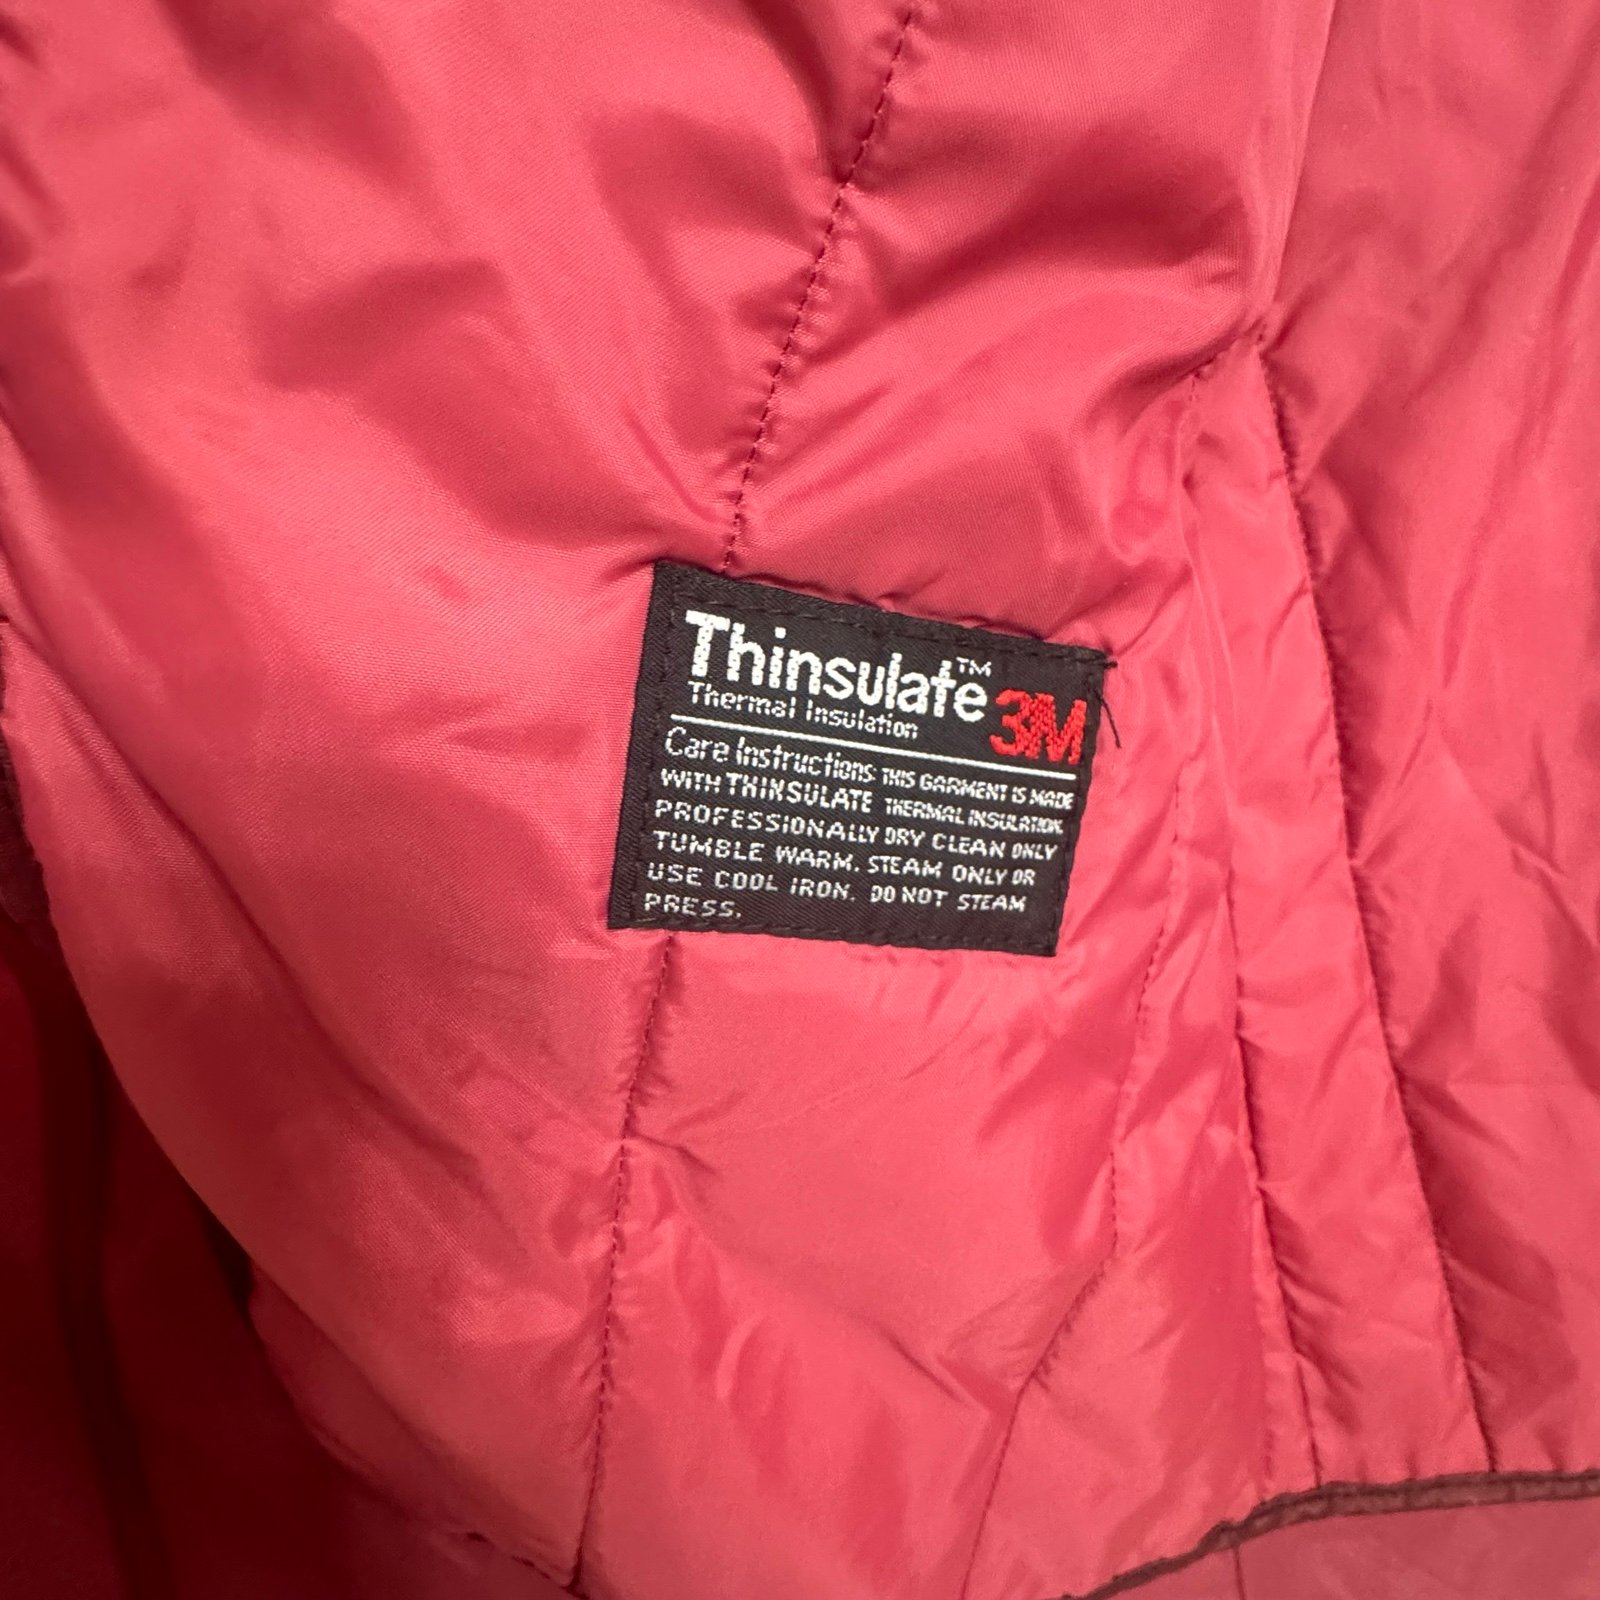 Thinsulate™ 3M
Thermal Insulation
Care Instructions: THIS GARMENT IS MADE
WITH THINSULATE THERMAL INSULATION.
PROFESSIONALLY DRY CLEAN ONLY
TUMBLE WARM. STEAM ONLY OR
USE COOL IRON. DO NOT STEAM
PRESS.